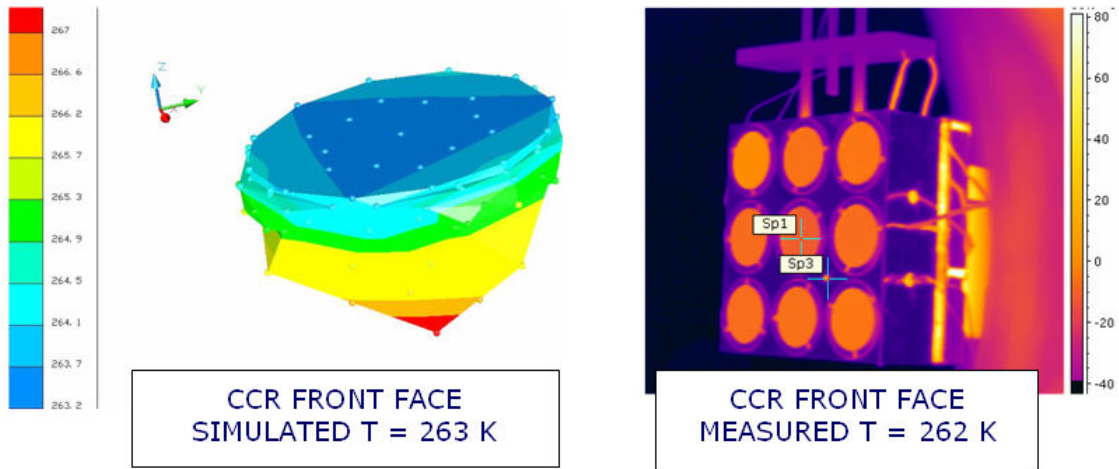 267
266. 6
266. 2
265. 7
265. 3
264. 9
264. 5
264. 1
263. 7
263. 2
Z
Y
X
CCR FRONT FACE
SIMULATED T = 263 K
Sp1
Sp3
80
60
40
20
0
-20
-40
CCR FRONT FACE
MEASURED T = 262 K